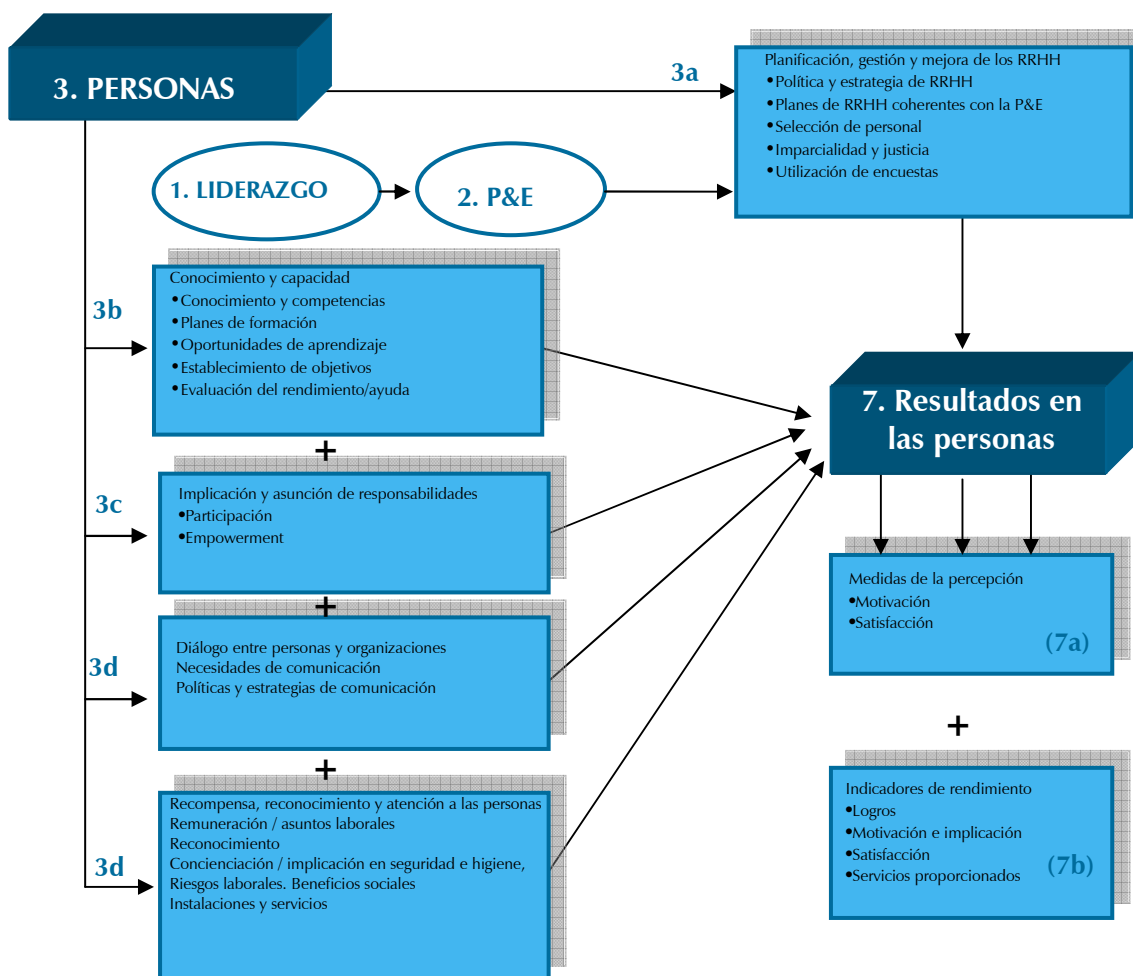 3. PERSONAS
3a
Planificación, gestión y mejora de los RRHH
•Política y estrategia de RRHH
•Planes de RRHH coherentes con la P&E
•Selección de personal
•Imparcialidad y justicia
•Utilización de encuestas
1. LIDERAZGO
2. P&E
3b
Conocimiento y capacidad
•Conocimiento y competencias
•Planes de formación
•Oportunidades de aprendizaje
•Establecimiento de objetivos
•Evaluación del rendimiento/ayuda
+
3c
Implicación y asunción de responsabilidades
•Participación
•Empowerment
+
3d
Diálogo entre personas y organizaciones
Necesidades de comunicación
Políticas y estrategias de comunicación
+
3d
Recompensa, reconocimiento y atención a las personas
Remuneración / asuntos laborales
Reconocimiento
Concienciación / implicación en seguridad e higiene,
Riesgos laborales. Beneficios sociales
Instalaciones y servicios
7. Resultados en
las personas
Medidas de la percepción
•Motivación
•Satisfacción
(7a)
+
Indicadores de rendimiento
•Logros
•Motivación e implicación
•Satisfacción
•Servicios proporcionados
(7b)